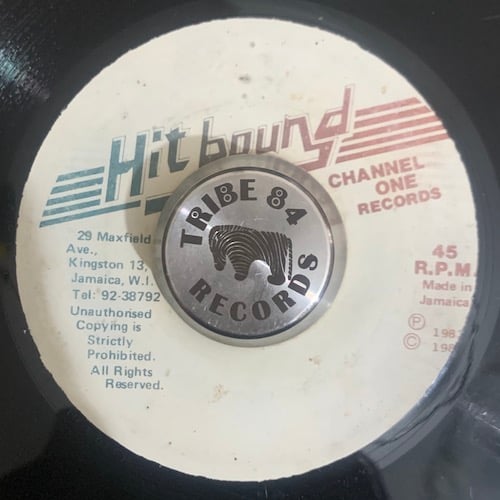 Hit bound
CHANNEL
ONE
RECORDS
TRIBE 84
RECORDS
29 Maxfield
Ave.,
Kingston 13,
Jamaica, W.I.
Tel: 92-38792
Unauthorised
Copying is
Strictly
Prohibited.
All Rights
Reserved.
45
R.P.M.
Made in
Jamaica
Ⓟ
©